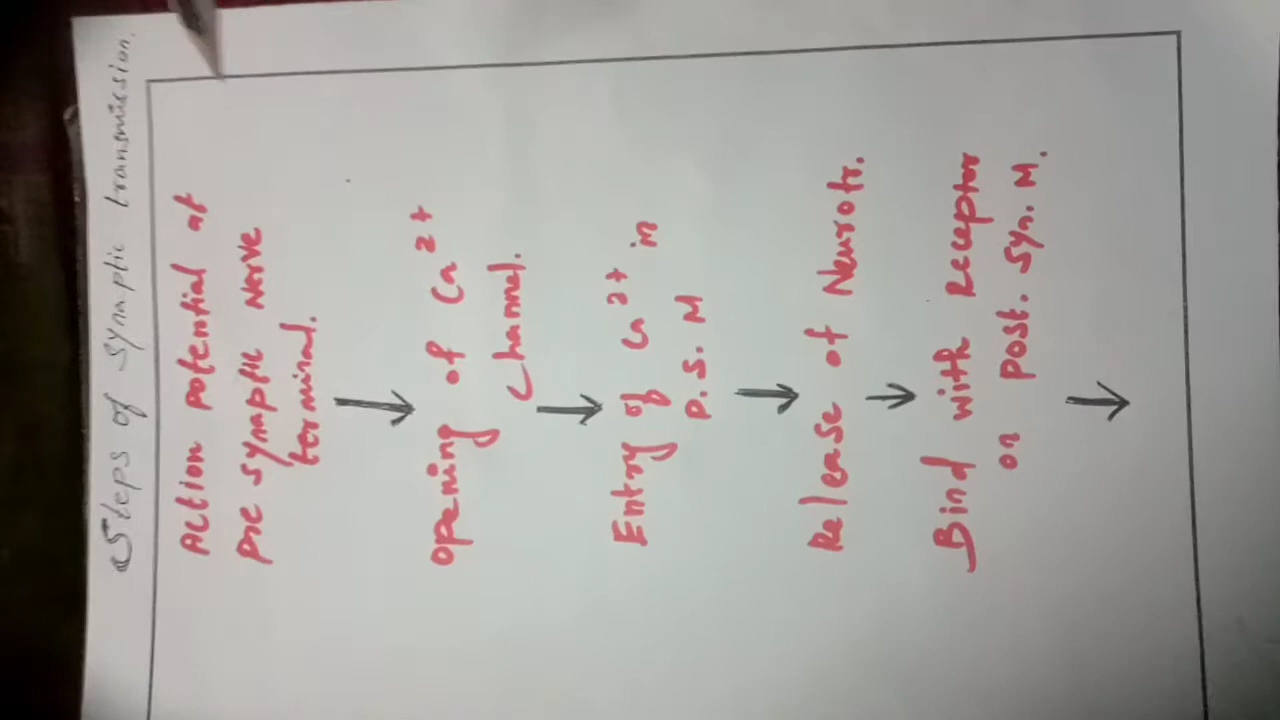 Steps of synaptic transmission.
Action potential at
pre synaptic Nerve
terminal.
↓
opening of Ca2+
channel.
↓
Entry of Ca2+ in
P.S.M
↓
Release of Neurotr.
↓
Bind with receptor
on post. Syn. M.
↓